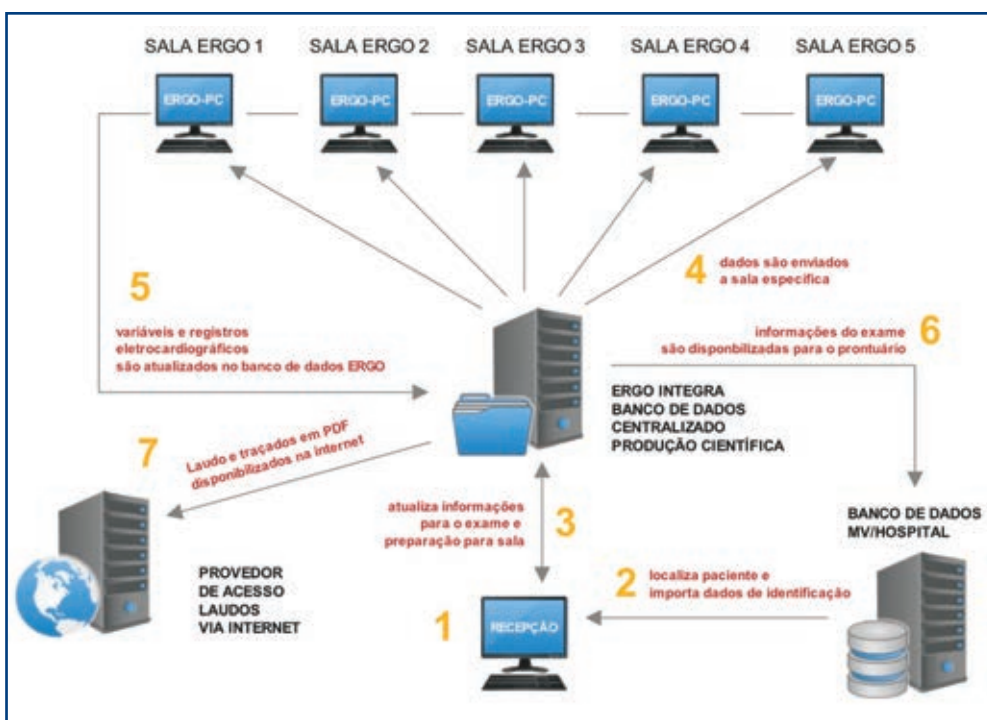 SALA ERGO 1
SALA ERGO 2
SALA ERGO 3
SALA ERGO 4
SALA ERGO 5
ERGO-PC
ERGO-PC
ERGO-PC
ERGO-PC
ERGO-PC
4
dados são enviados
a sala específica
5
variáveis e registros
eletrocardiográficos
são atualizados no banco de dados ERGO
informações do exame
são disponbilizadas para o prontuário
6
ERGO INTEGRA
BANCO DE DADOS
CENTRALIZADO
PRODUÇÃO CIENTÍFICA
7
Laudo e traçados em PDF
disponibilizados na internet
atualiza informações
para o exame e
preparação para sala
3
BANCO DE DADOS
MV/HOSPITAL
PROVEDOR
DE ACESSO
LAUDOS
VIA INTERNET
2
localiza paciente e
importa dados de identificação
1
RECEPÇÃO